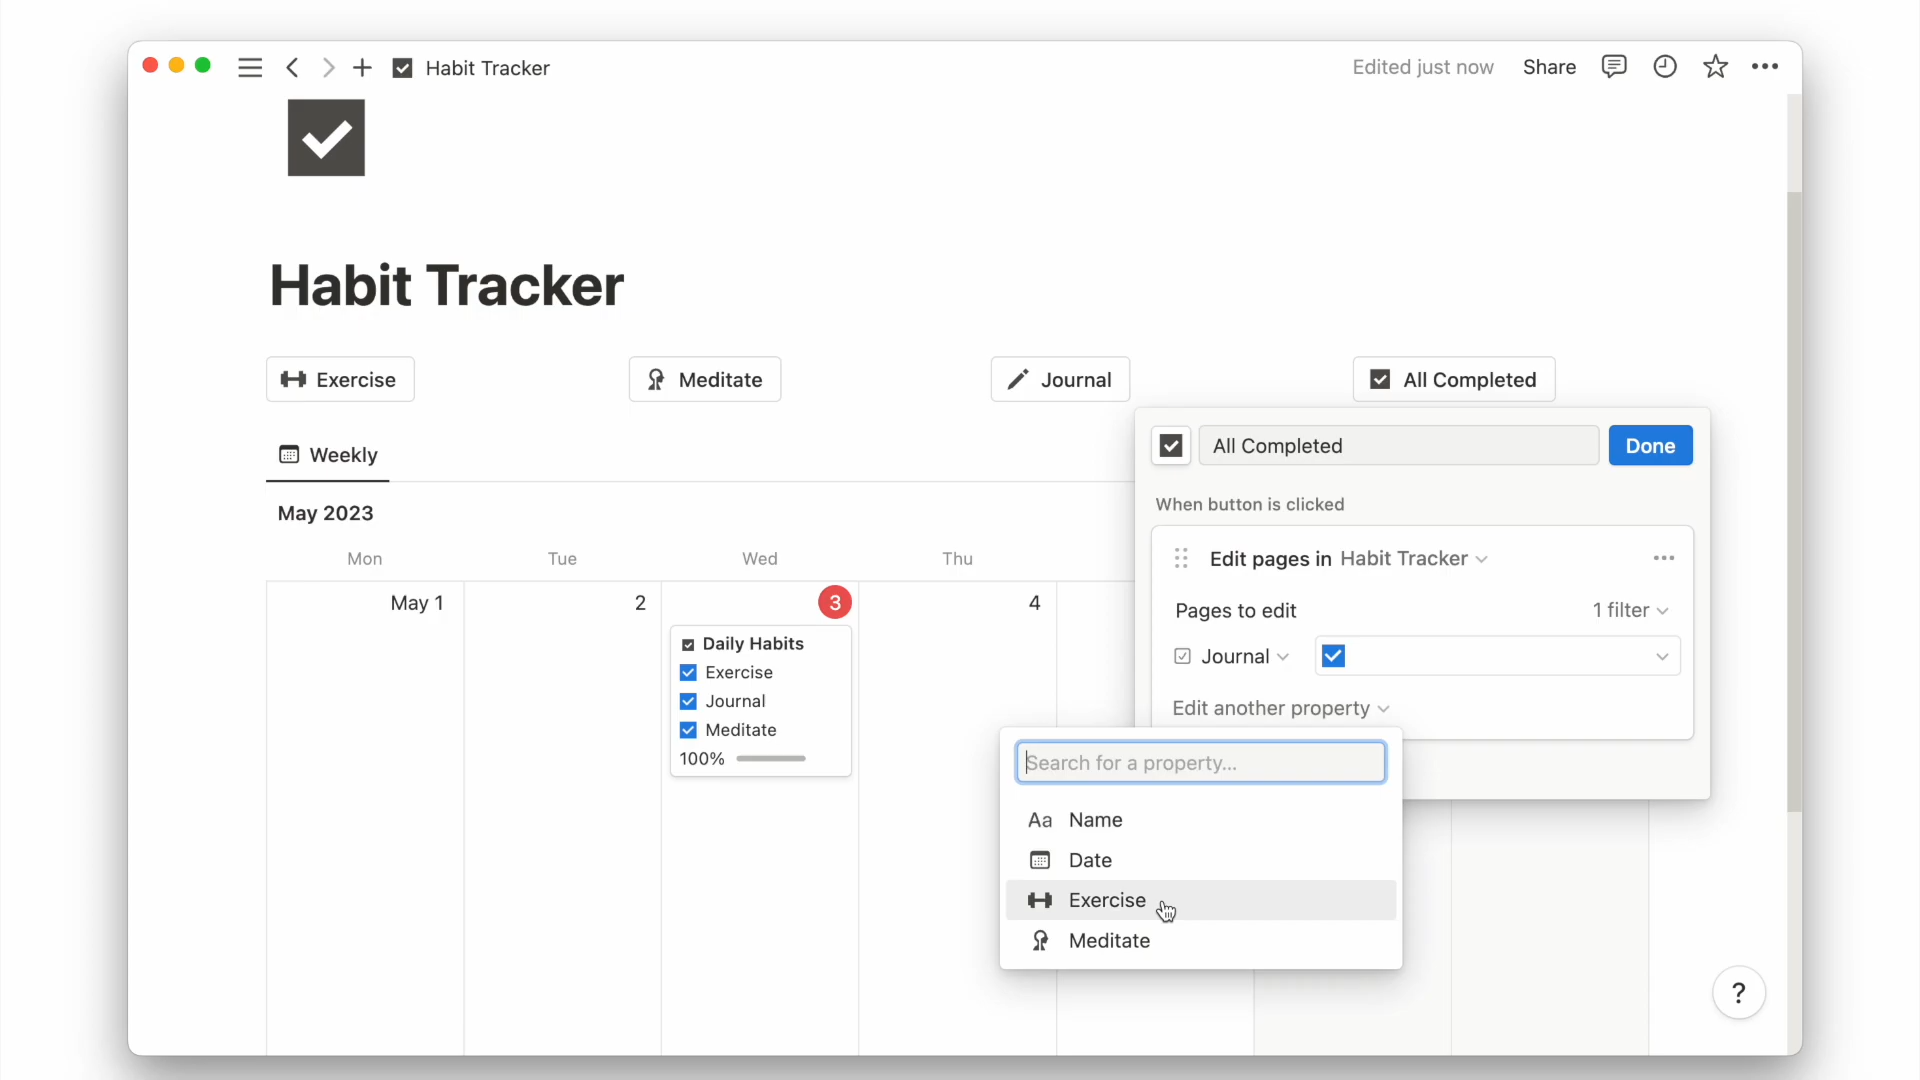 Habit Tracker
Edited just now Share
Habit Tracker
Exercise Meditate Journal All Completed
All Completed Done
Weekly
When button is clicked
May 2023
Edit pages in Habit Tracker
Mon Tue Wed Thu
May 1 2 3 4
Pages to edit 1 filter
Daily Habits
Exercise
Journal
Meditate
100%
Journal
Edit another property
Search for a property...
Aa Name
Date
Exercise
Meditate
?